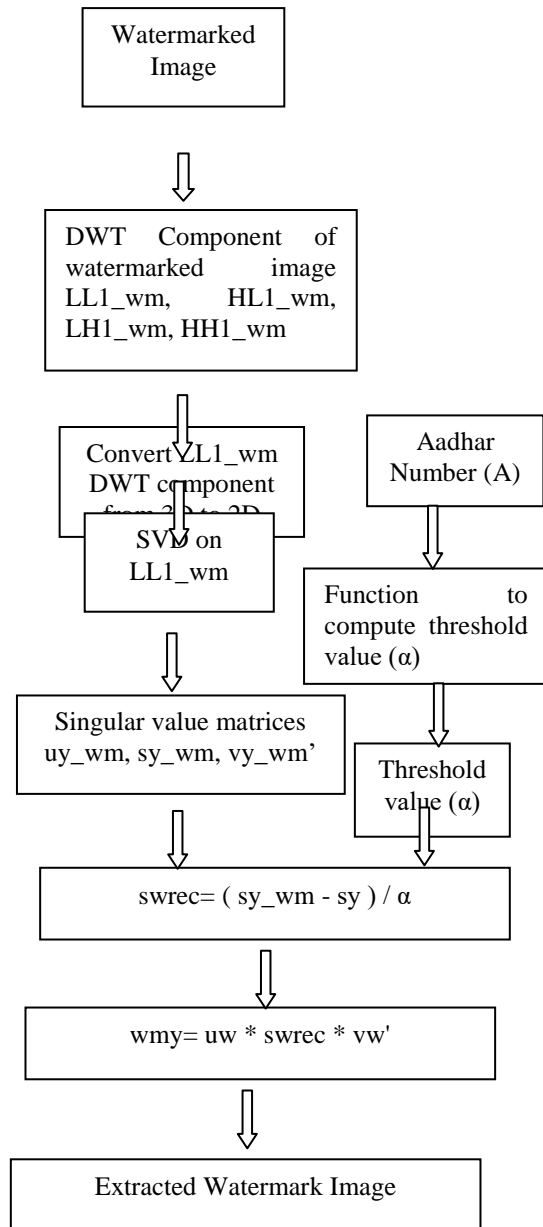 Watermarked
Image
DWT Component of
watermarked image
LL1_wm, HL1_wm,
LH1_wm, HH1_wm
Convert LL1_wm
DWT component
from 3D to 2D
SVD on
LL1_wm
Aadhar
Number (A)
Function to
compute threshold
value (α)
Singular value matrices
uy_wm, sy_wm, vy_wm’
Threshold
value (α)
swrec= ( sy_wm - sy ) / α
wmy= uw * swrec * vw'
Extracted Watermark Image